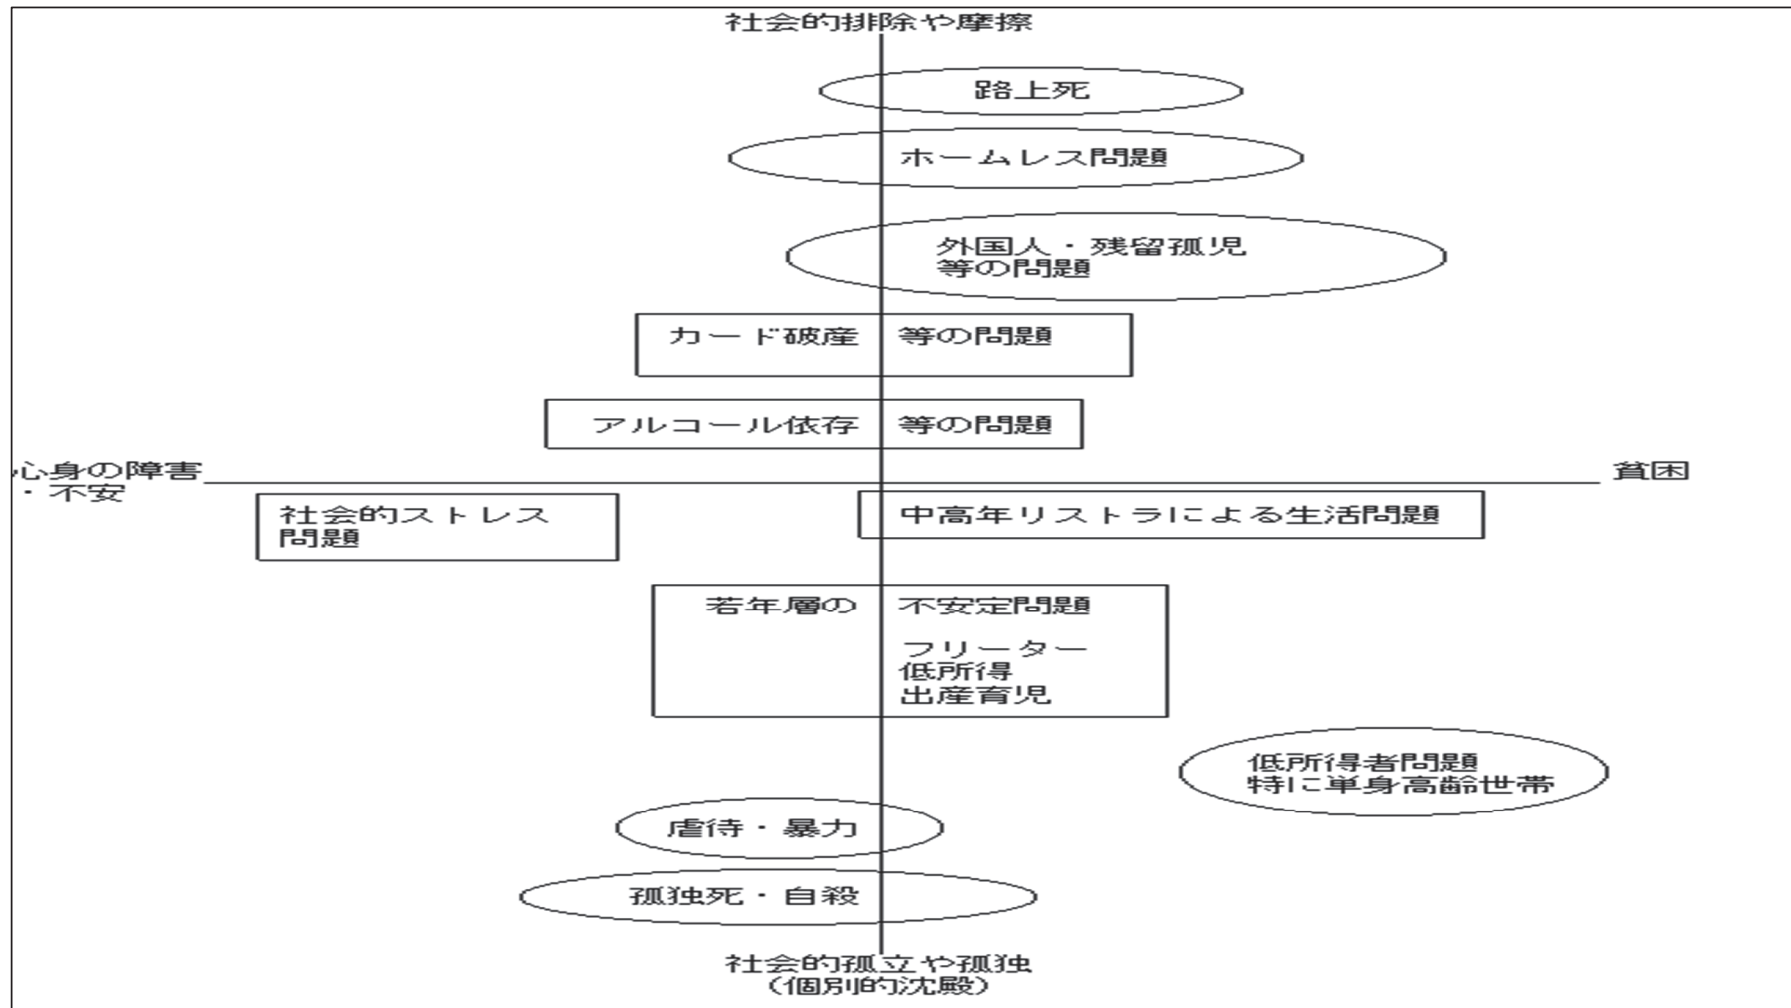 社会的排除や摩擦
路上死
ホームレス問題
外国人・残留孤児
等の問題
カード破産 等の問題
アルコール依存 等の問題
心身の障害
・不安
貧困
社会的ストレス
問題
中高年リストラによる生活問題
若年層の 不安定問題
フリーター
低所得
出産育児
低所得者問題
特に単身高齢世帯
虐待・暴力
孤独死・自殺
社会的孤立や孤独
(個別的沈殿)